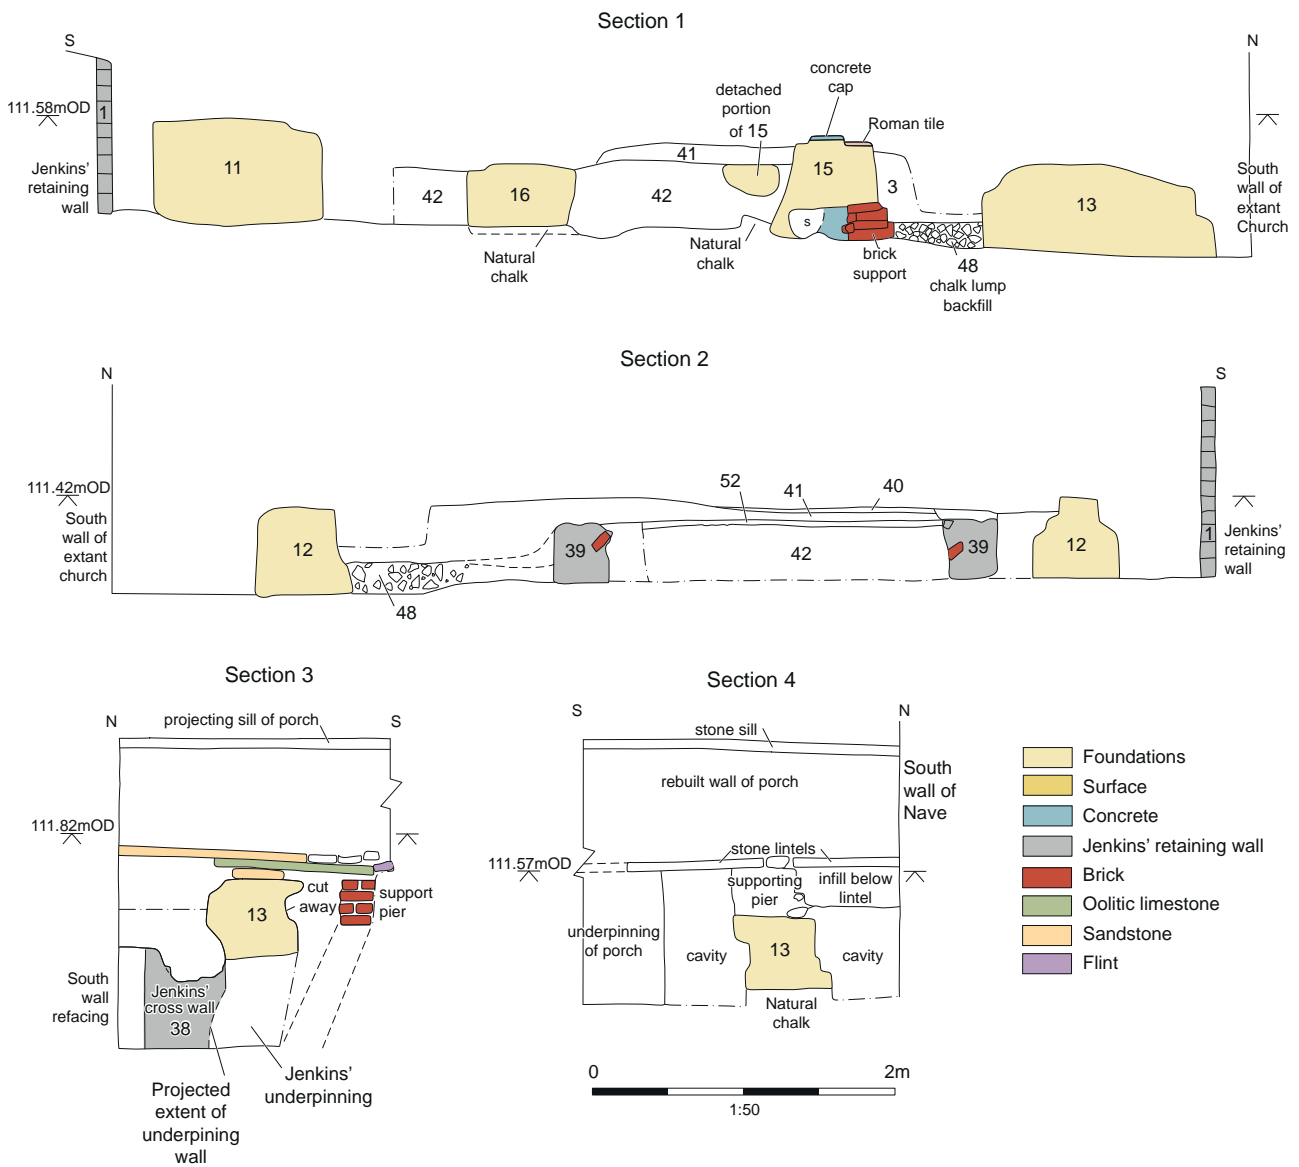 Section 1
S
N
111.58mOD
1
Jenkins'
retaining
wall
11
42
16
Natural
chalk
41
42
detached
portion
of 15
concrete
cap
Roman tile
15
3
s
Natural
chalk
brick
support
48
chalk lump
backfill
13
South
wall of
extant
Church
Section 2
N
S
111.42mOD
South
wall of
extant
church
12
48
39
52
41
40
42
39
12
1
Jenkins'
retaining
wall
Section 3
N
S
projecting sill of porch
111.82mOD
cut
away
support
pier
13
South
wall
refacing
Jenkins'
cross wall
38
Projected
extent of
underpining
wall
Jenkins'
underpinning
Section 4
S
N
stone sill
rebuilt wall of porch
South
wall of
Nave
stone lintels
111.57mOD
supporting
pier
infill below
lintel
underpinning
of porch
cavity
13
cavity
Natural
chalk
0
2m
1:50
Foundations
Surface
Concrete
Jenkins' retaining wall
Brick
Oolitic limestone
Sandstone
Flint